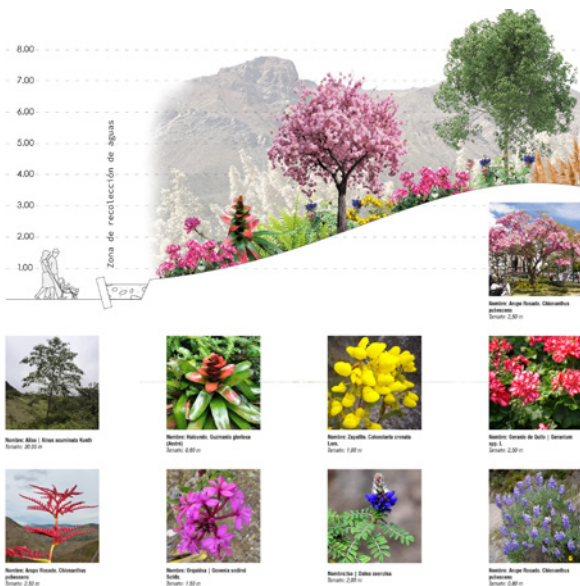 8.00
7.00
6.00
5.00
4.00
3.00
2.00
1.00
Zona de recolección de aguas
Nombre: Arupo Rosado. Chionanthus
pubescens
Tamaño: 2,50 m
Nombre: Aliso | Alnus acuminata Kunth
Tamaño: 30,00 m
Nombre: Huicundo. Guzmania gloriosa
(André)
Tamaño: 0,80 m
Nombre: Zapatito. Calceolaria crenata
Lam.
Tamaño: 1,00 m
Nombre: Geranio de Quito | Geranium
spp. L
Tamaño: 2,50 m
Nombre: Arupo Rosado. Chionanthus
pubescens
Tamaño: 2,50 m
Nombre: Orquídea |
Tamaño: 1,50 m
Nombre: Iso | Dalea coerulea
Tamaño: 2,00 m
Nombre: Arupo Rosado. Chionanthus
pubescens
Tamaño: 0,80 m